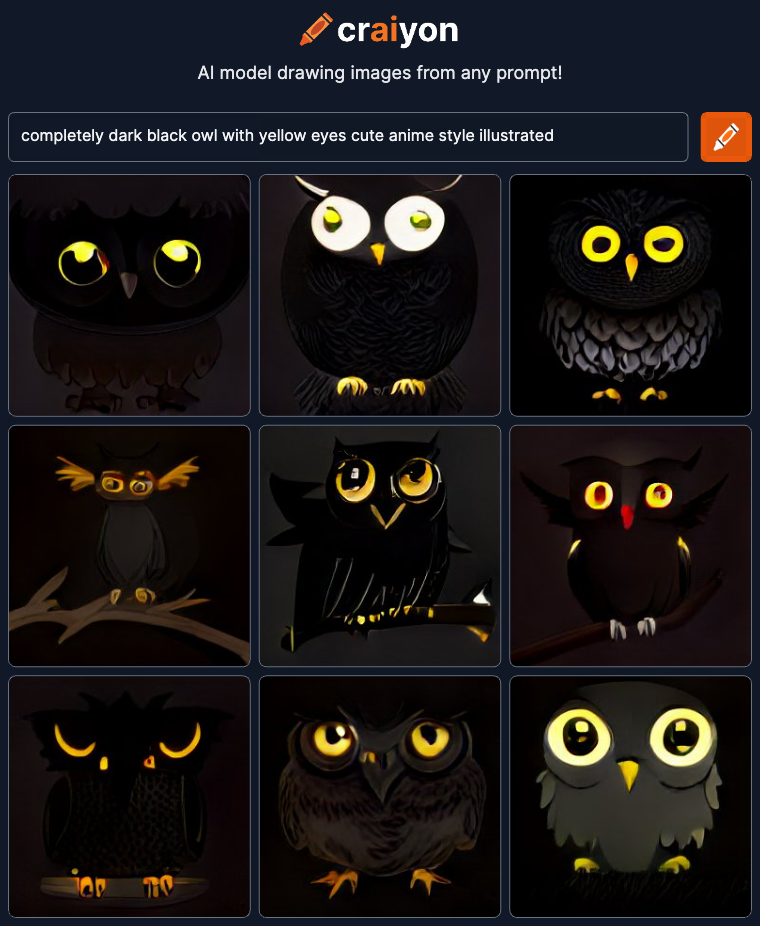 craiyon
AI model drawing images from any prompt!
completely dark black owl with yellow eyes cute anime style illustrated